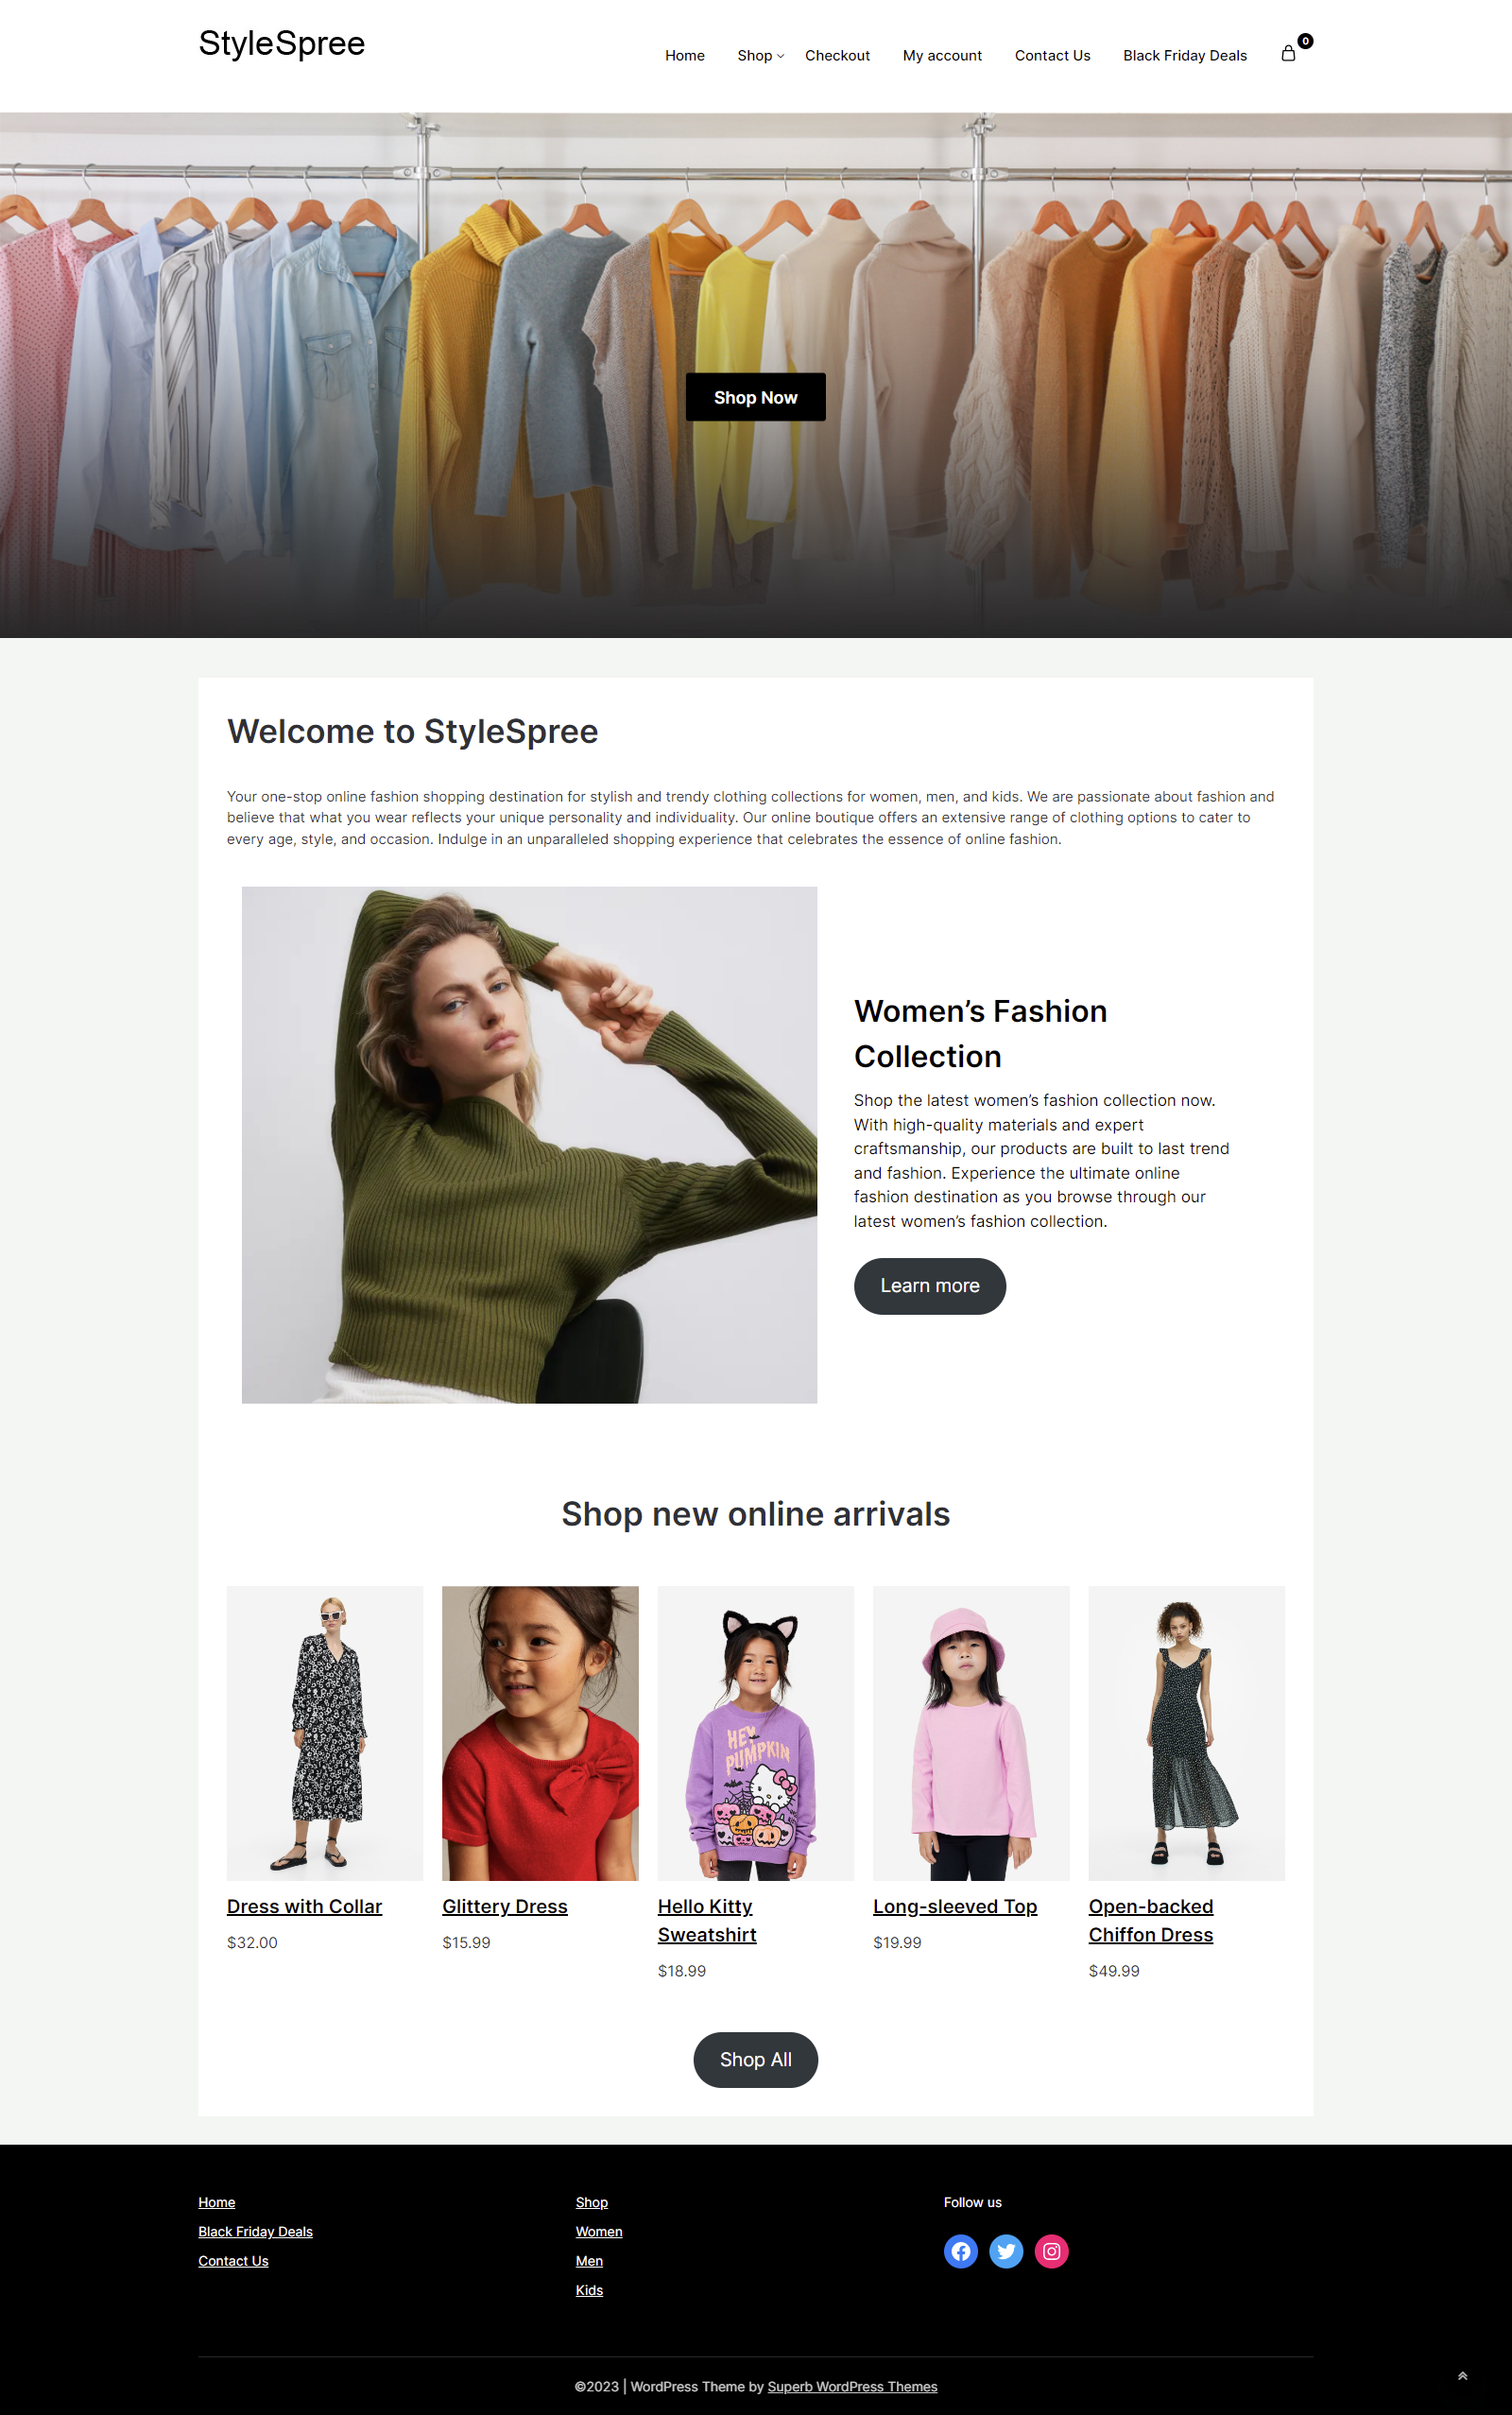 StyleSpree
Home Shop Checkout My account Contact Us Black Friday Deals 0
Shop Now
Welcome to StyleSpree
Your one-stop online fashion shopping destination for stylish and trendy clothing collections for women, men, and kids. We are passionate about fashion and
believe that what you wear reflects your unique personality and individuality. Our online boutique offers an extensive range of clothing options to cater to
every age, style, and occasion. Indulge in an unparalleled shopping experience that celebrates the essence of online fashion.
Women’s Fashion
Collection
Shop the latest women’s fashion collection now.
With high-quality materials and expert
craftsmanship, our products are built to last trend
and fashion. Experience the ultimate online
fashion destination as you browse through our
latest women’s fashion collection.
Learn more
Shop new online arrivals
HEY
PUMPKIN
Dress with Collar
$32.00
Glittery Dress
$15.99
Hello Kitty
Sweatshirt
$18.99
Long-sleeved Top
$19.99
Open-backed
Chiffon Dress
$49.99
Shop All
Home
Black Friday Deals
Contact Us
Shop
Women
Men
Kids
Follow us
©2023 | WordPress Theme by Superb WordPress Themes